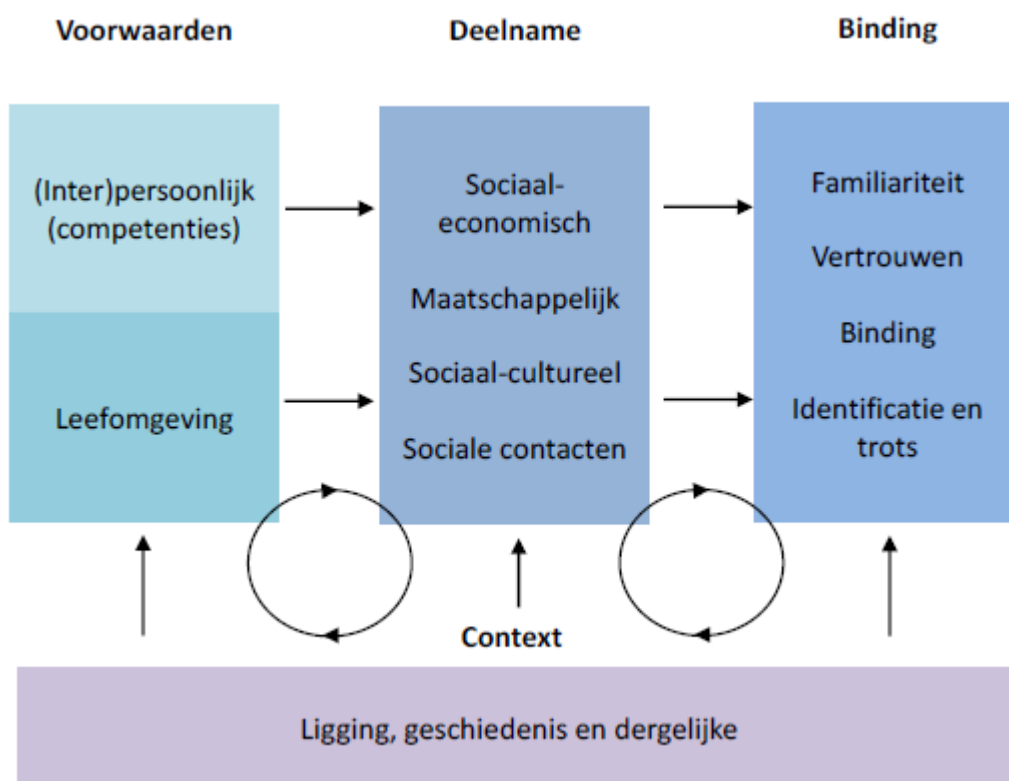 Voorwaarden
Deelname
Binding
(Inter)persoonlijk
(competenties)
Leefomgeving
Sociaal-
economisch
Maatschappelijk
Sociaal-cultureel
Sociale contacten
Familiariteit
Vertrouwen
Binding
Identificatie en
trots
Context
Ligging, geschiedenis en dergelijke